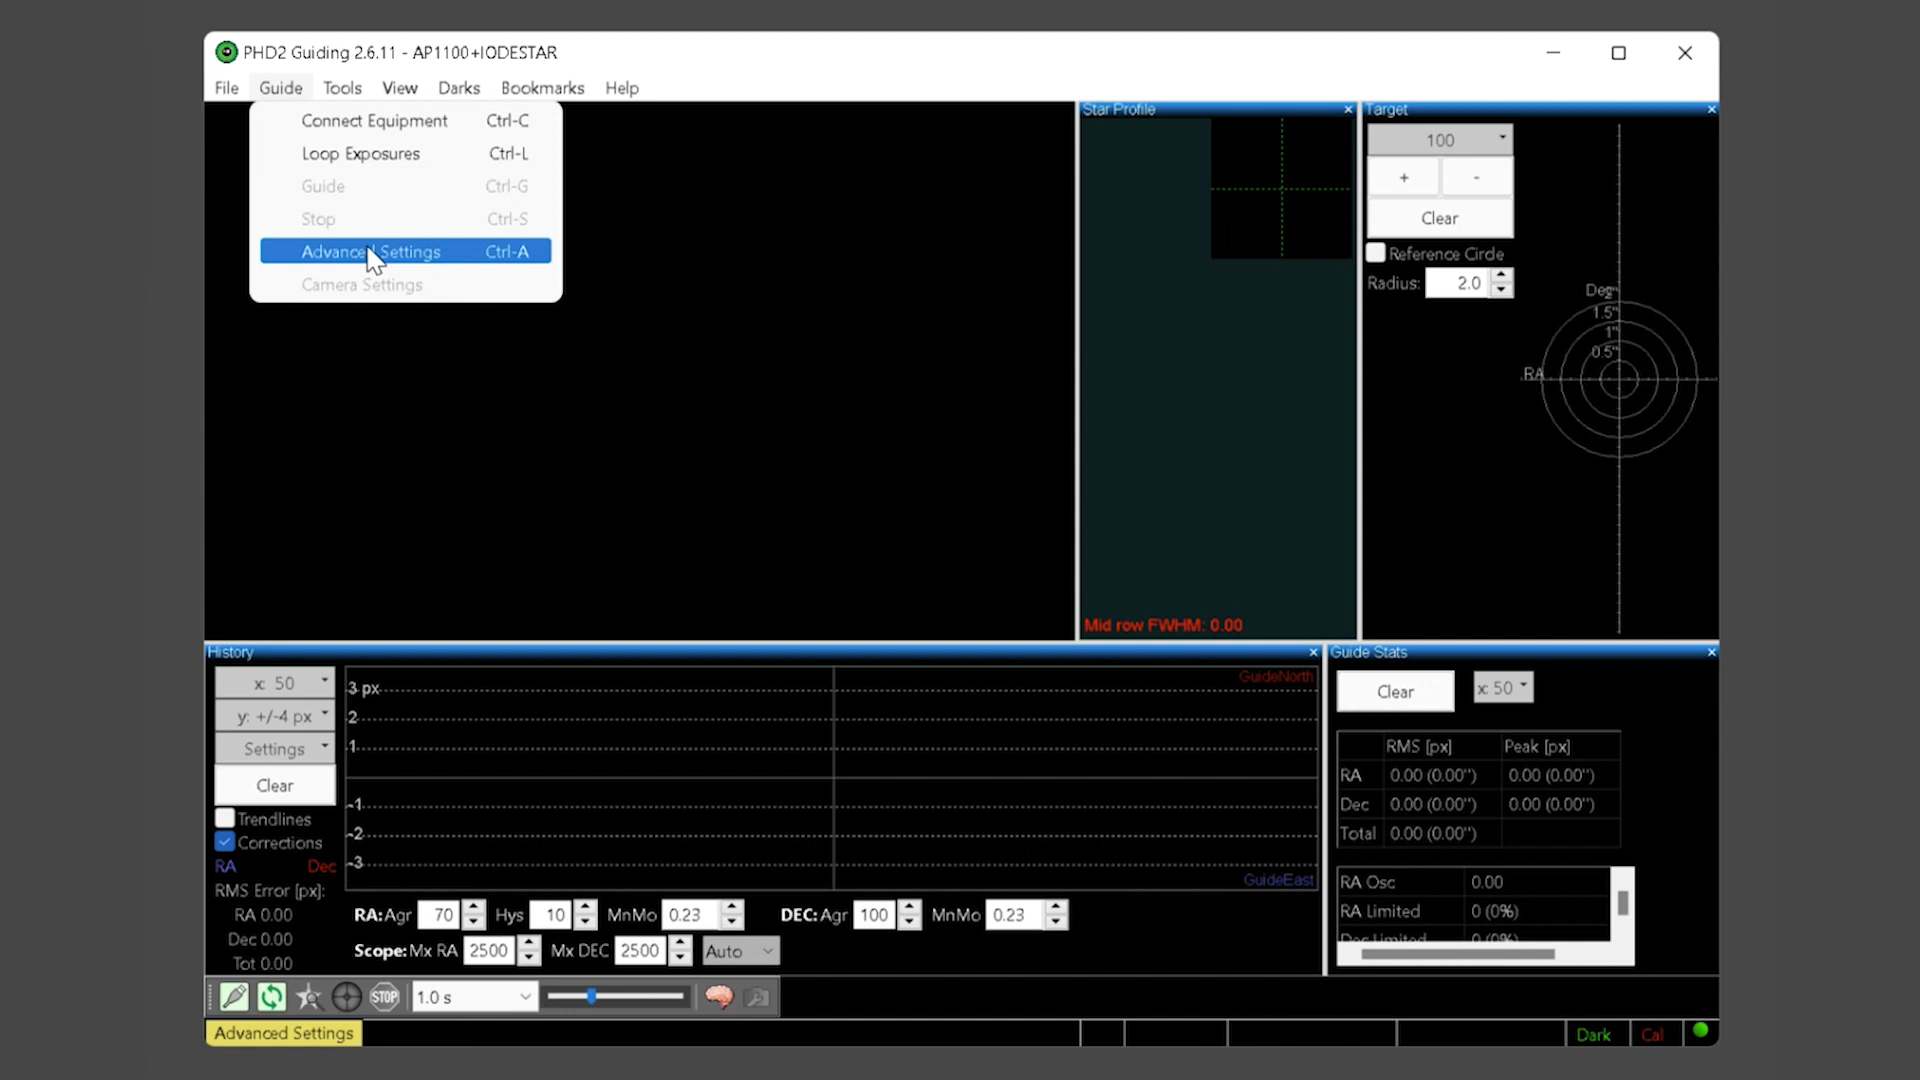 PHD2 Guiding 2.6.11 - AP1100+IODESTAR
File Guide Tools View Darks Bookmarks Help
Connect Equipment Ctrl-C
Loop Exposures Ctrl-L
Guide Ctrl-G
Stop Ctrl-S
Advanced Settings Ctrl-A
Camera Settings
Star Profile
Mid row FWHM: 0.00
Target
100
+ -
Clear
Reference Circle
Radius: 2.0
Dec
2"
1.5"
1"
0.5"
RA
History
x: 50
y: +/-4 px
Settings
Clear
Trendlines
Corrections
RA Dec
RMS Error [px]:
RA 0.00
Dec 0.00
Tot 0.00
3 px
2
1
-1
-2
-3
GuideNorth
GuideEast
RA: Agr 70 Hys 10 MnMo 0.23 DEC: Agr 100 MnMo 0.23
Scope: Mx RA 2500 Mx DEC 2500 Auto
Guide Stats
Clear x: 50
RMS [px] Peak [px]
RA 0.00 (0.00") 0.00 (0.00")
Dec 0.00 (0.00") 0.00 (0.00")
Total 0.00 (0.00")
RA Osc 0.00
RA Limited 0 (0%)
Dec Limited 0 (0%)
STOP 1.0 s
Advanced Settings Dark Cal